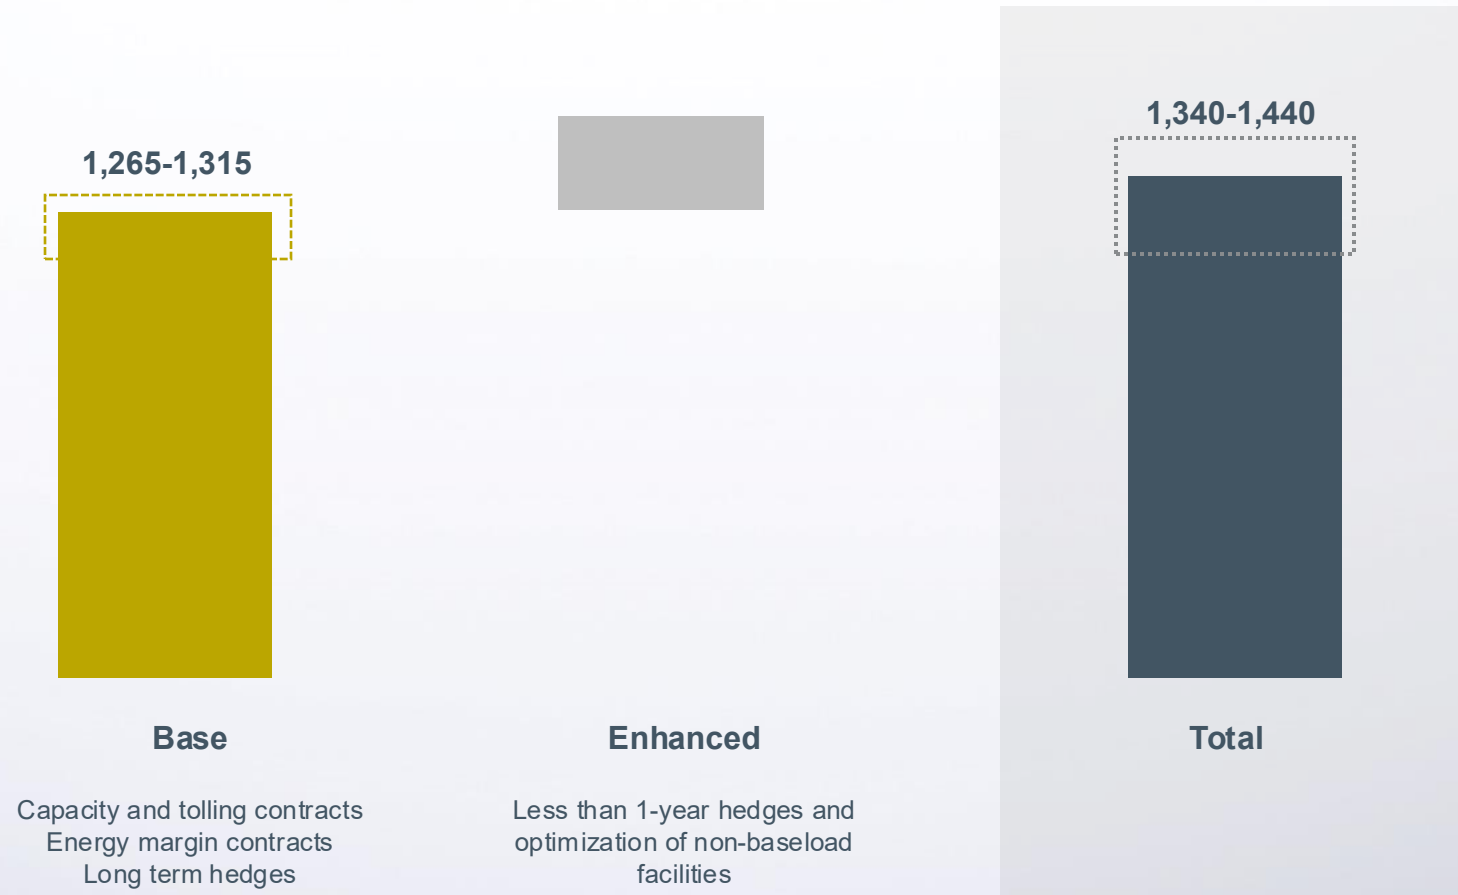 1,340-1,440
1,265-1,315
Base
Enhanced
Total
Capacity and tolling contracts
Energy margin contracts
Long term hedges
Less than 1-year hedges and
optimization of non-baseload
facilities